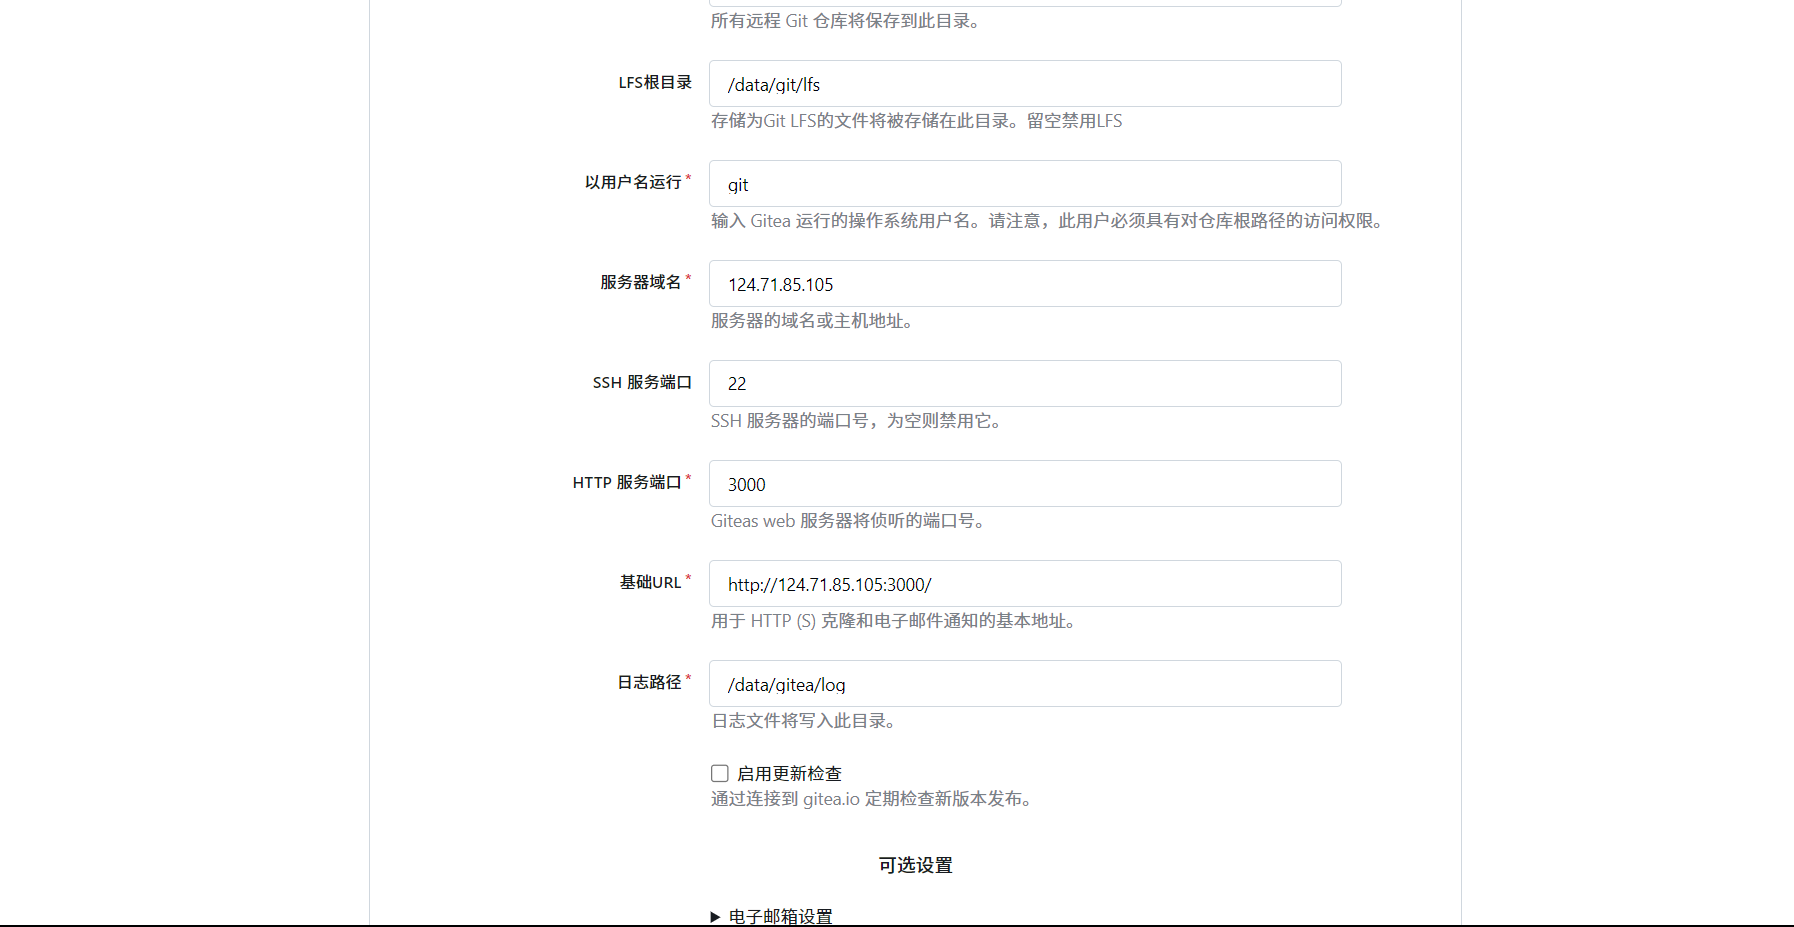 所有远程 Git 仓库将保存到此目录。
LFS根目录
/data/git/lfs
存储为Git LFS的文件将被存储在此目录。留空禁用LFS
以用户名运行*
git
输入 Gitea 运行的操作系统用户名。请注意，此用户必须具有对仓库根路径的访问权限。
服务器域名*
124.71.85.105
服务器的域名或主机地址。
SSH 服务端口
22
SSH 服务器的端口号，为空则禁用它。
HTTP 服务端口*
3000
Giteas web 服务器将侦听的端口号。
基础URL*
http://124.71.85.105:3000/
用于 HTTP (S) 克隆和电子邮件通知的基本地址。
日志路径*
/data/gitea/log
日志文件将写入此目录。
启用更新检查
通过连接到 gitea.io 定期检查新版本发布。
可选设置
电子邮箱设置